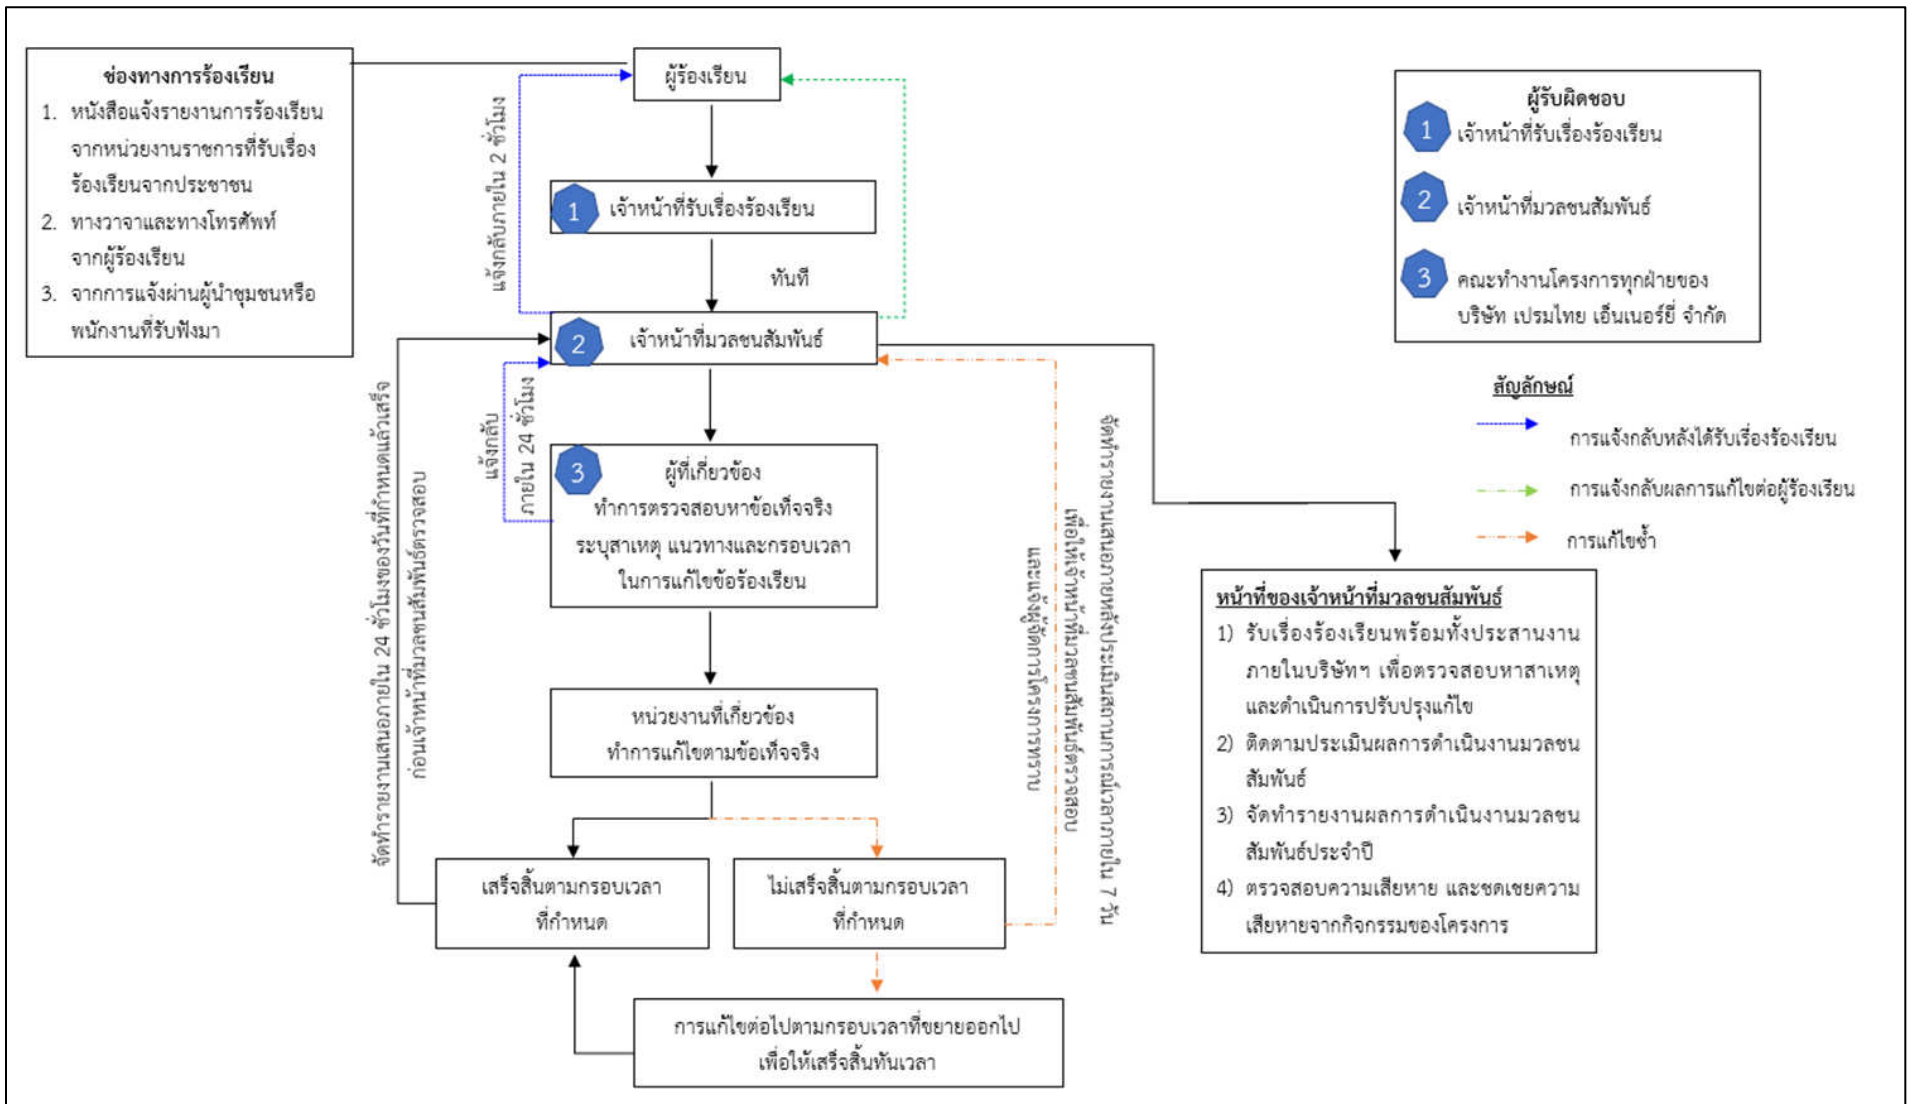 ช่องทางการร้องเรียน
1. หนังสือแจ้งรายงานการร้องเรียน
จากหน่วยงานราชการที่รับเรื่อง
ร้องเรียนจากประชาชน
2. ทางวาจาและทางโทรศัพท์
จากผู้ร้องเรียน
3. จากการแจ้งผ่านผู้นำชุมชนหรือ
พนักงานที่รับฟังมา
ผู้ร้องเรียน
แจ้งกลับภายใน 2 ชั่วโมง
1 เจ้าหน้าที่รับเรื่องร้องเรียน
ทันที
2 เจ้าหน้าที่มวลชนสัมพันธ์
แจ้งกลับ
ภายใน 24 ชั่วโมง
3 ผู้ที่เกี่ยวข้อง
ทำการตรวจสอบหาข้อเท็จจริง
ระบุสาเหตุ แนวทางและกรอบเวลา
ในการแก้ไขข้อร้องเรียน
หน่วยงานที่เกี่ยวข้อง
ทำการแก้ไขตามข้อเท็จจริง
จัดทำรายงานเสนอภายใน 24 ชั่วโมงของวันที่กำหนดแล้วเสร็จ
ก่อนเจ้าหน้าที่มวลชนสัมพันธ์ตรวจสอบ
เสร็จสิ้นตามกรอบเวลา
ที่กำหนด
ไม่เสร็จสิ้นตามกรอบเวลา
ที่กำหนด
จัดทำรายงานเสนอภายหลังประเมินสถานการณ์เวลาภายใน 7 วัน
เพื่อให้เจ้าหน้าที่มวลชนสัมพันธ์ตรวจสอบ
และแจ้งผู้จัดการโครงการทราบ
การแก้ไขต่อไปตามกรอบเวลาที่ขยายออกไป
เพื่อให้เสร็จสิ้นทันเวลา
ผู้รับผิดชอบ
1 เจ้าหน้าที่รับเรื่องร้องเรียน
2 เจ้าหน้าที่มวลชนสัมพันธ์
3 คณะทำงานโครงการทุกฝ่ายของ
บริษัท เปรมไทย เอ็นเนอร์ยี่ จำกัด
สัญลักษณ์
การแจ้งกลับหลังได้รับเรื่องร้องเรียน
การแจ้งกลับผลการแก้ไขต่อผู้ร้องเรียน
การแก้ไขซ้ำ
หน้าที่ของเจ้าหน้าที่มวลชนสัมพันธ์
1) รับเรื่องร้องเรียนพร้อมทั้งประสานงาน
ภายในบริษัทฯ เพื่อตรวจสอบหาสาเหตุ
และดำเนินการปรับปรุงแก้ไข
2) ติดตามประเมินผลการดำเนินงานมวลชน
สัมพันธ์
3) จัดทำรายงานผลการดำเนินงานมวลชน
สัมพันธ์ประจำปี
4) ตรวจสอบความเสียหาย และชดเชยความ
เสียหายจากกิจกรรมของโครงการ